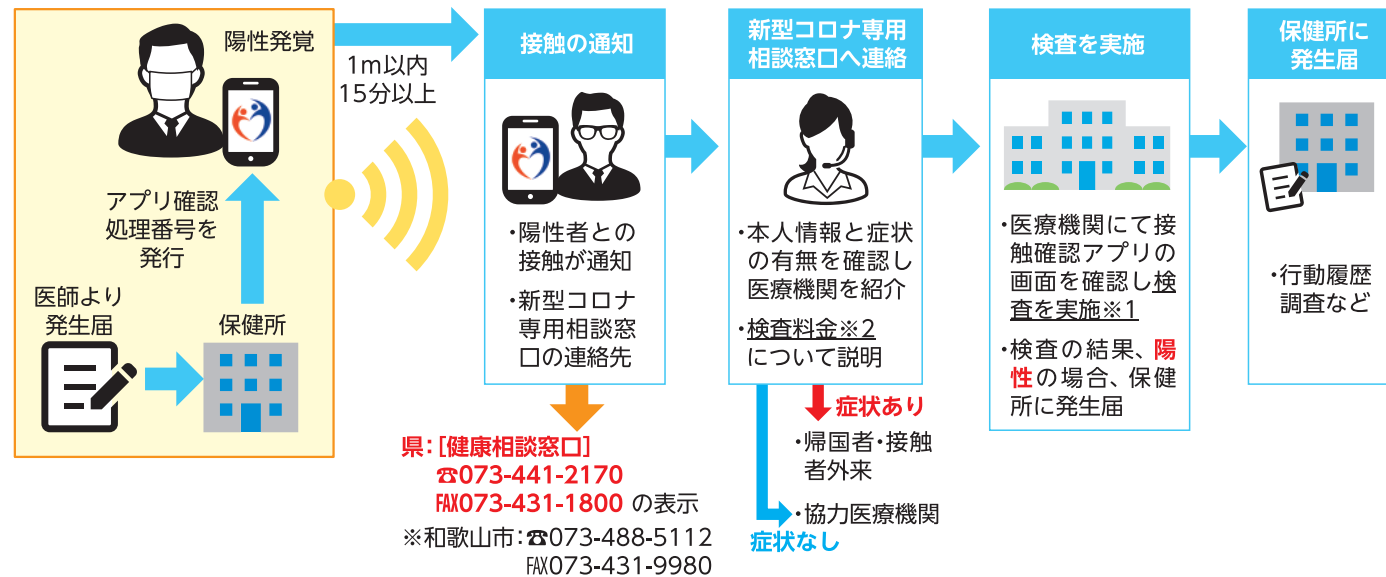 陽性発覚
1m以内
15分以上
アプリ確認
処理番号を
発行
医師より
発生届
保健所
接触の通知
・陽性者との
接触が通知
・新型コロナ
専用相談窓
口の連絡先
県：[健康相談窓口]
☎073-441-2170
FAX073-431-1800 の表示
※和歌山市：☎073-488-5112
FAX073-431-9980
新型コロナ専用
相談窓口へ連絡
・本人情報と症状
の有無を確認し
医療機関を紹介
・検査料金※2
について説明
症状あり
・帰国者・接触
者外来
・協力医療機関
症状なし
検査を実施
・医療機関にて接
触確認アプリの
画面を確認し検
査を実施※1
・検査の結果、陽
性の場合、保健
所に発生届
保健所に
発生届
・行動履歴
調査など